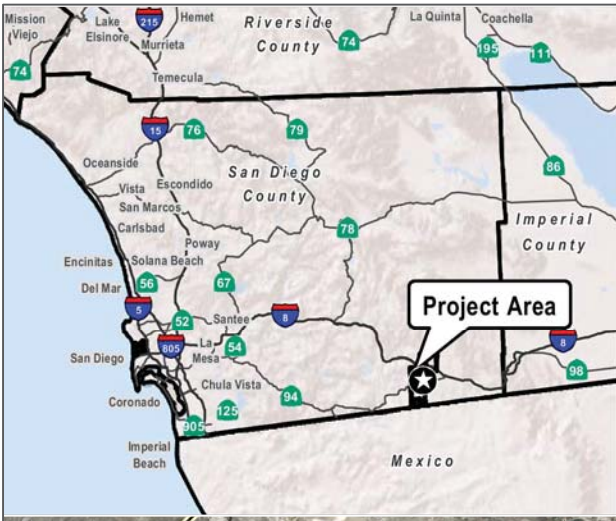 Mission
Viejo
Lake
Elsinore
215
Hemet
Riverside
County
La Quinta
Coachella
Murrieta
74
74
195
111
Temecula
15
76
79
86
Oceanside
Escondido
San Diego
County
Vista
San Marcos
Carlsbad
78
Imperial
County
Poway
Encinitas
Solana Beach
56
67
Del Mar
5
52
Santee
8
Project Area
805
La
Mesa
54
8
San Diego
98
Chula Vista
94
Coronado
125
905
Imperial
Beach
Mexico